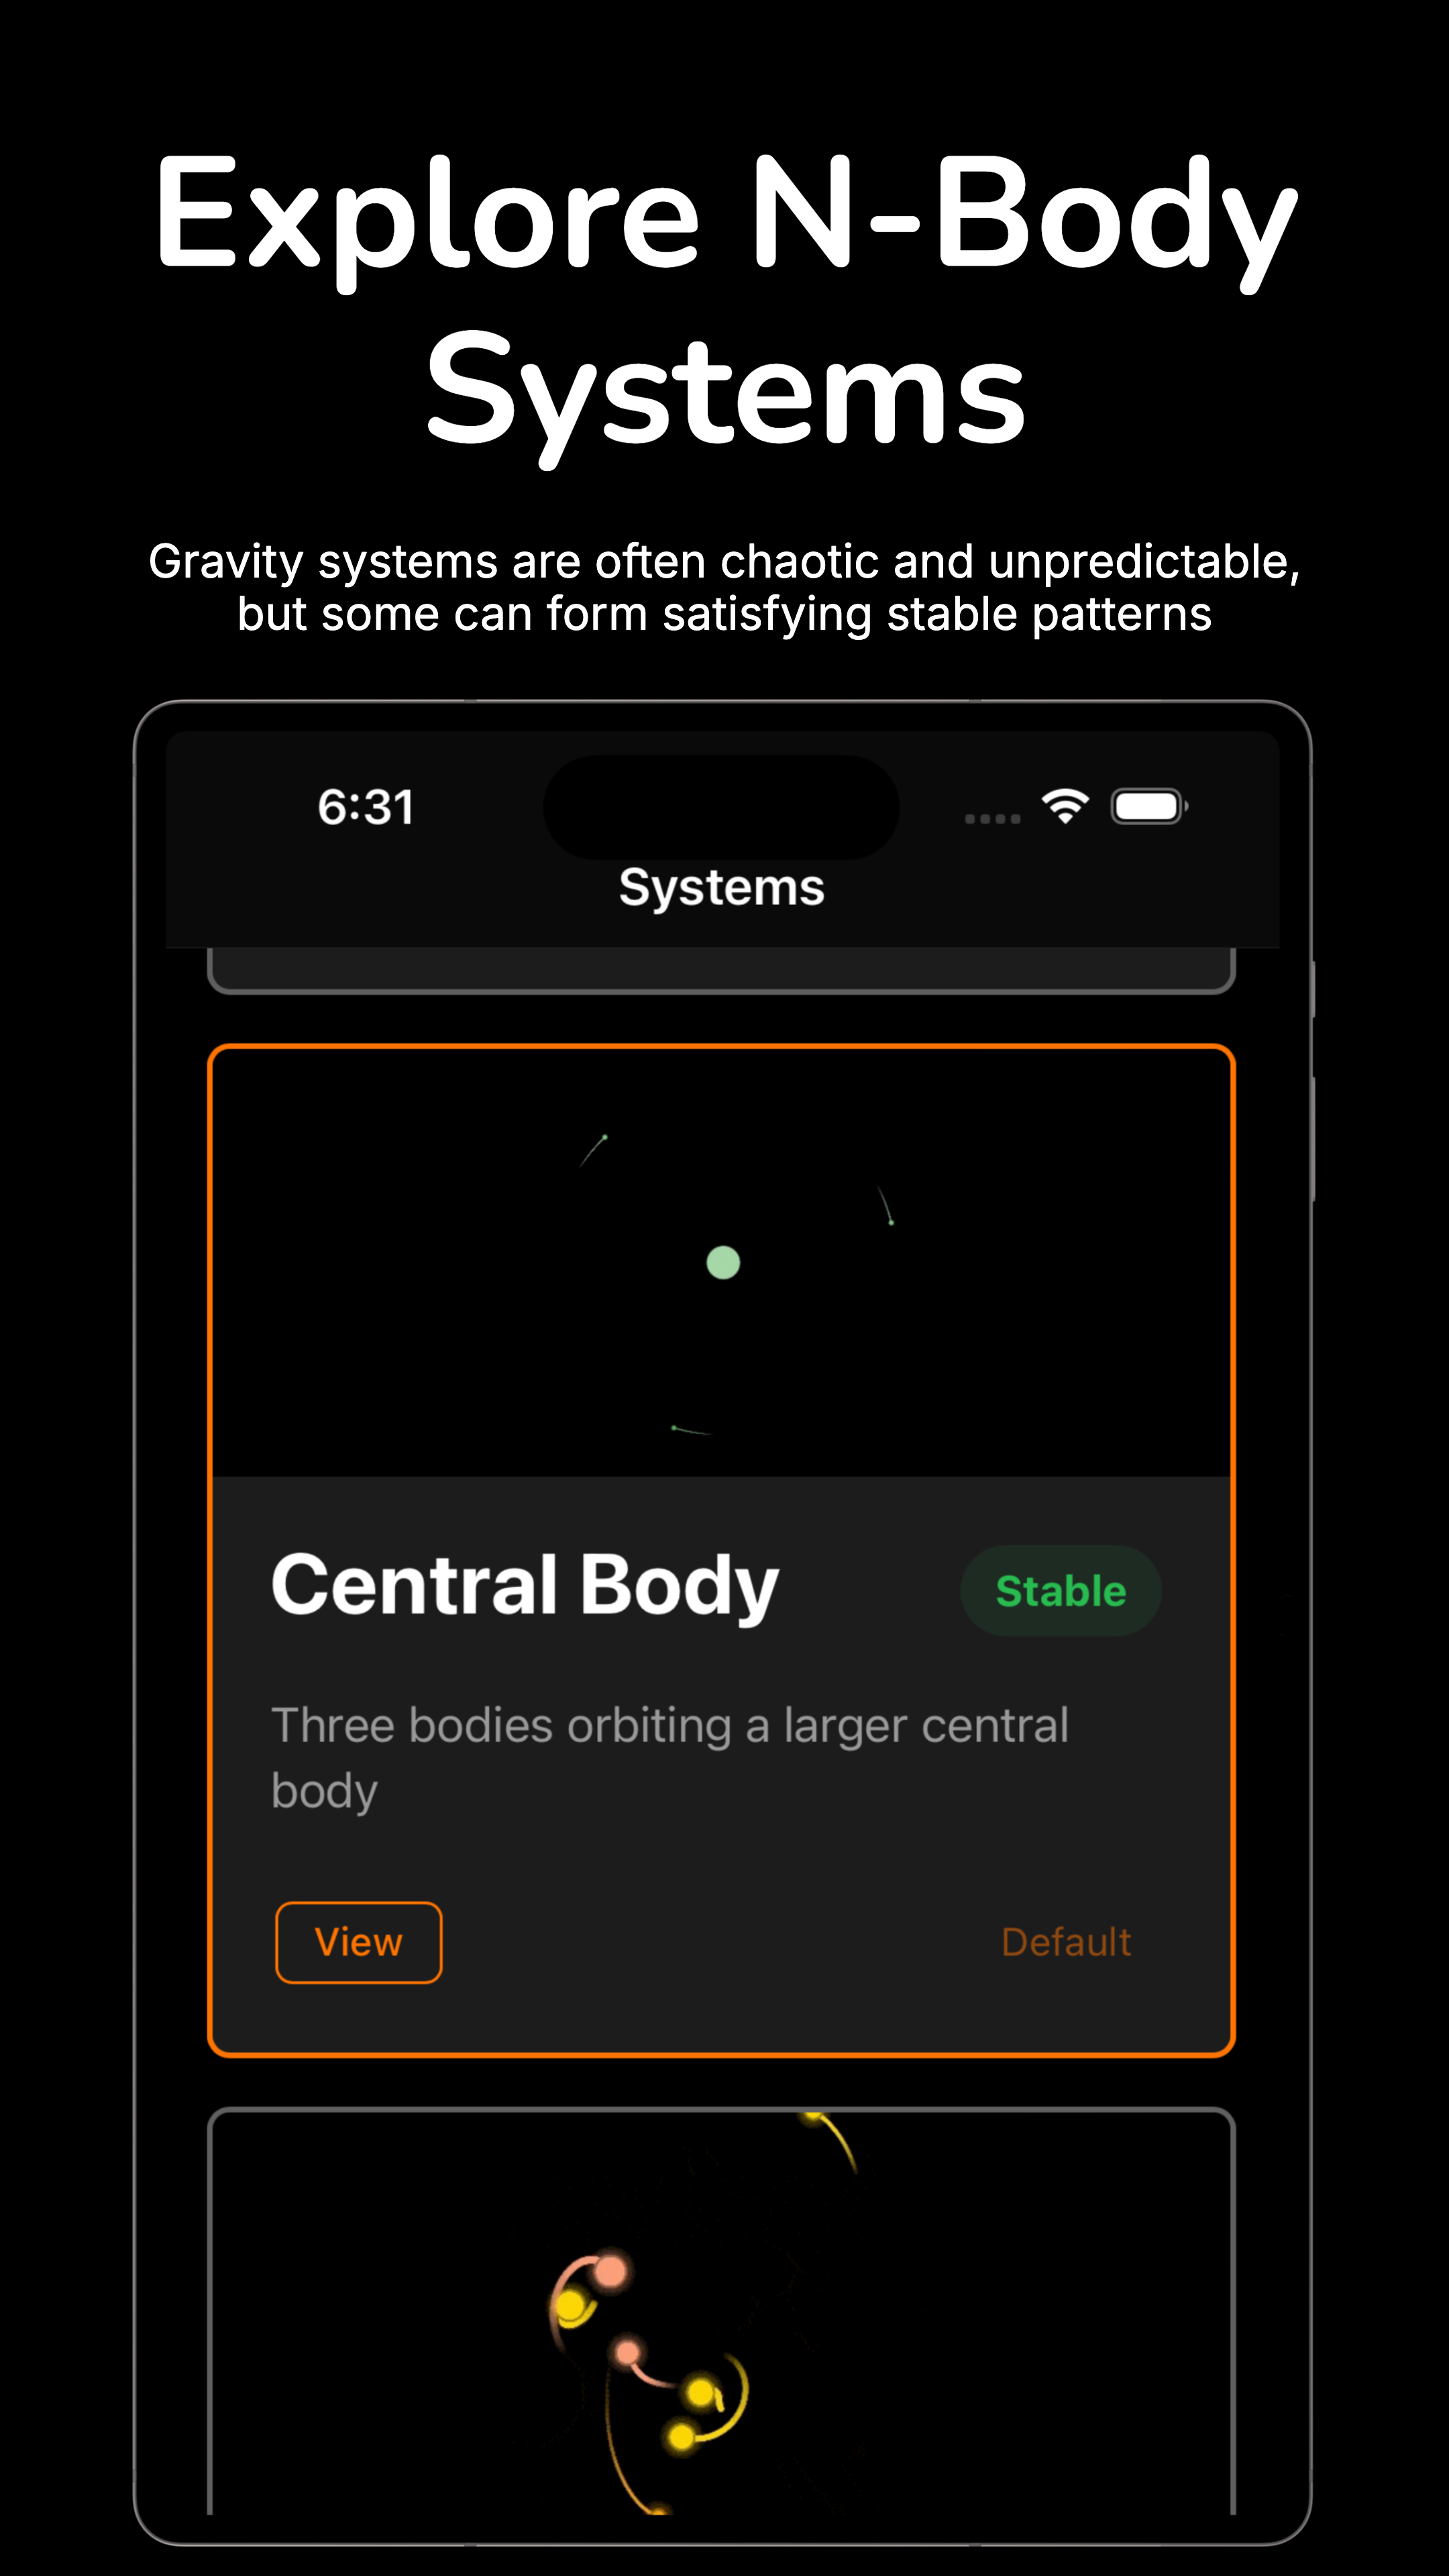 Explore N-Body
Systems
Gravity systems are often chaotic and unpredictable,
but some can form satisfying stable patterns
6:31
Systems
Central Body
Stable
Three bodies orbiting a larger central
body
View
Default